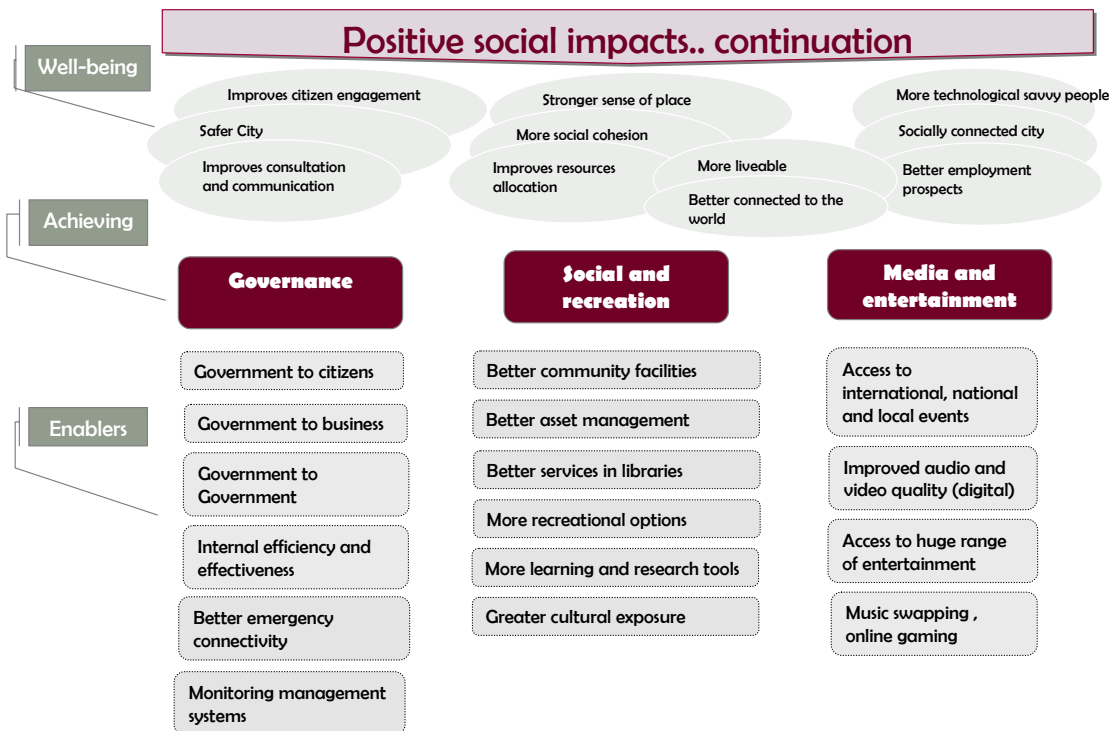 Positive social impacts.. continuation
Well-being
Improves citizen engagement
Safer City
Improves consultation
and communication
Stronger sense of place
More social cohesion
Improves resources
allocation
More liveable
Better connected to the
world
More technological savvy people
Socially connected city
Better employment
prospects
Achieving
Governance
Social and
recreation
Media and
entertainment
Enablers
Government to citizens
Government to business
Government to
Government
Internal efficiency and
effectiveness
Better emergency
connectivity
Monitoring management
systems
Better community facilities
Better asset management
Better services in libraries
More recreational options
More learning and research tools
Greater cultural exposure
Access to
international, national
and local events
Improved audio and
video quality (digital)
Access to huge range
of entertainment
Music swapping ,
online gaming